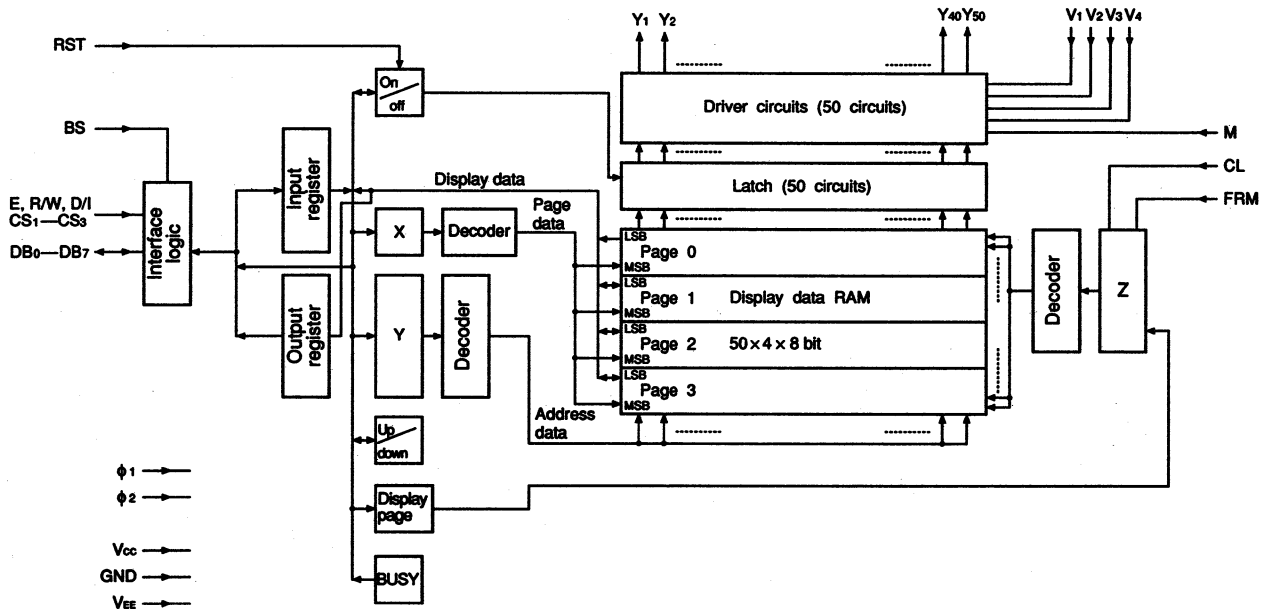 Y1 Y2 Y40 Y50 V1 V2 V3 V4
RST
On/off
Driver circuits (50 circuits)
M
BS
Input register
CL
Display data
Latch (50 circuits)
FRM
E, R/W, D/I
CS1—CS3
DB0—DB7
Interface logic
X
Decoder
Page data
LSB
Page 0
MSB
LSB
Page 1 Display data RAM
MSB
LSB
Page 2 50×4×8 bit
MSB
LSB
Page 3
MSB
Decoder
Z
Output register
Y
Decoder
Address data
Up/down
ϕ1
ϕ2
Display page
VCC
GND
VEE
BUSY